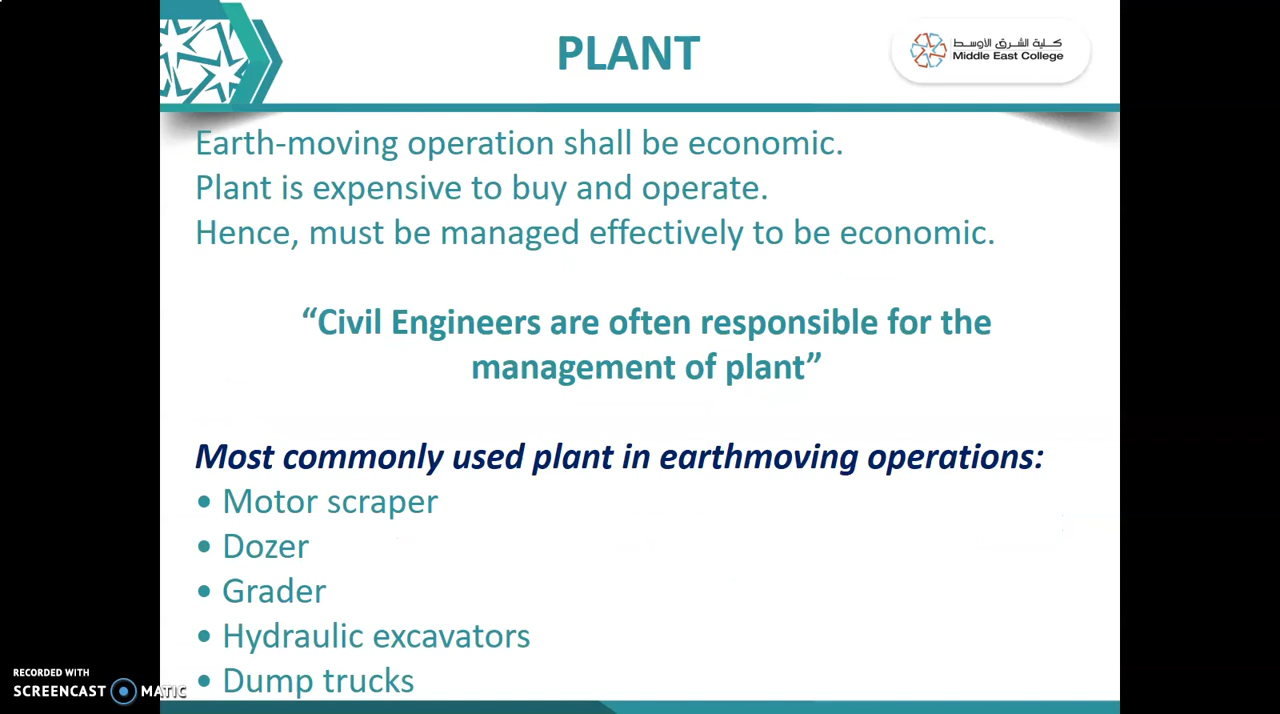 PLANT
كلية الشرق الأوسط
Middle East College
Earth-moving operation shall be economic.
Plant is expensive to buy and operate.
Hence, must be managed effectively to be economic.
“Civil Engineers are often responsible for the
management of plant”
Most commonly used plant in earthmoving operations:
• Motor scraper
• Dozer
• Grader
• Hydraulic excavators
• Dump trucks
RECORDED WITH
SCREENCAST MATIC